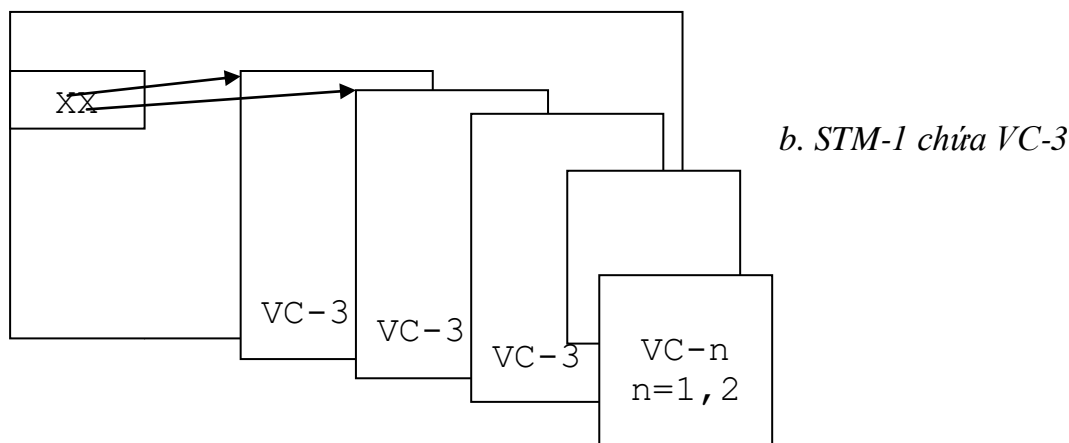 XX
b. STM-1 chứa VC-3
VC-3
VC-3
VC-3
VC-n
n=1,2